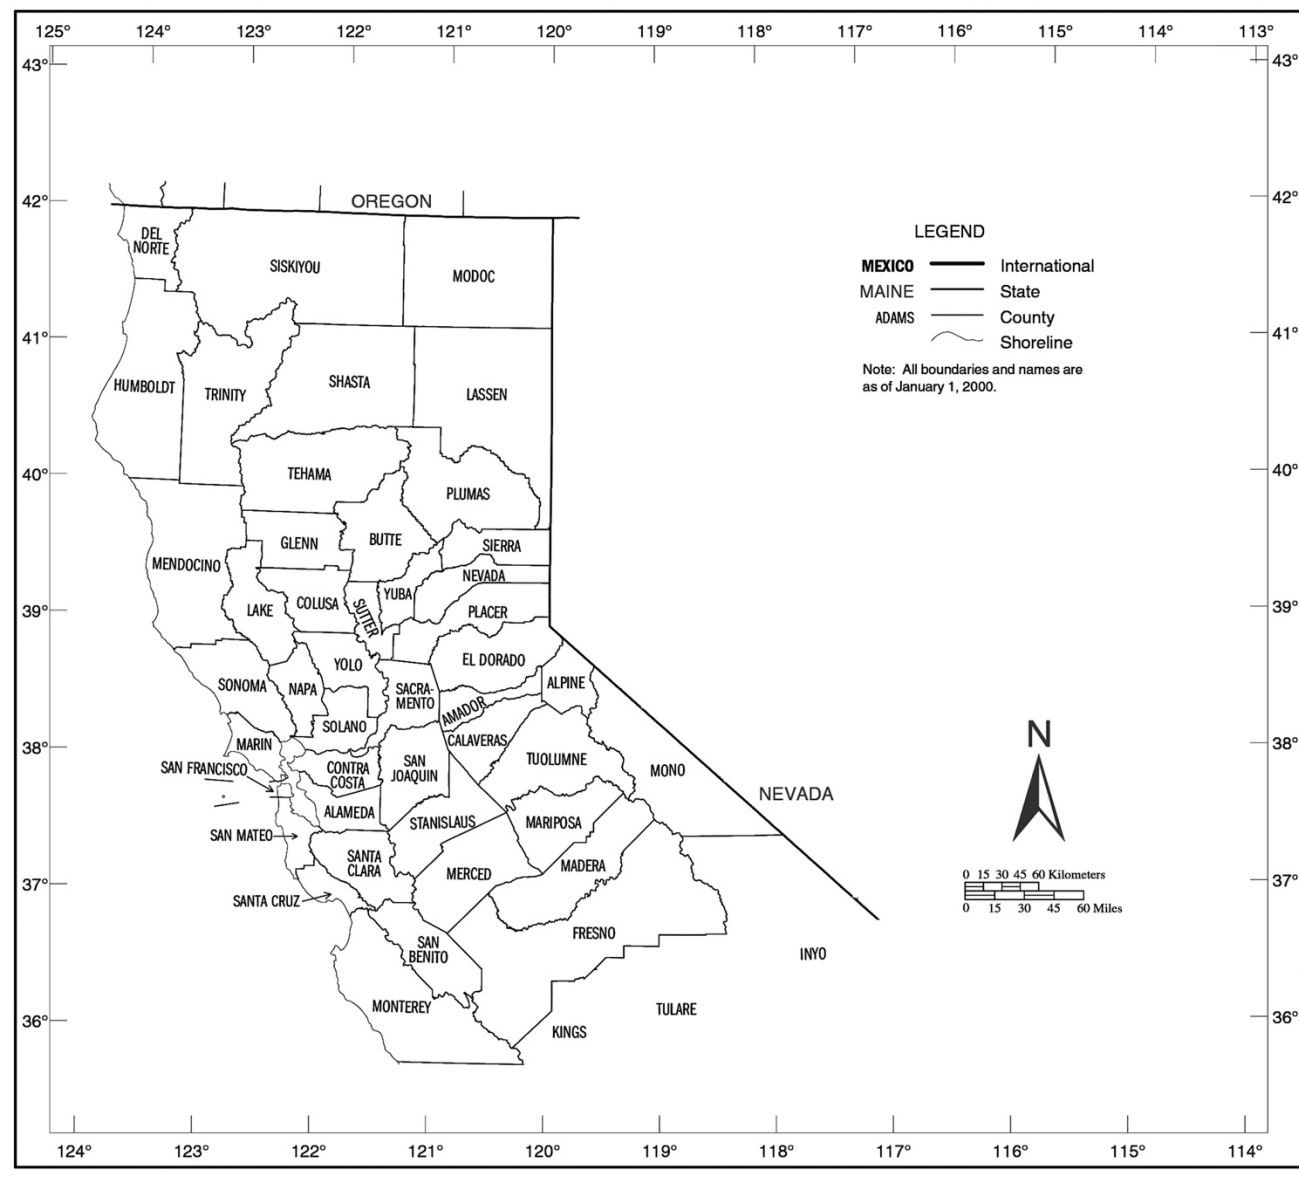 125° 124° 123° 122° 121° 120° 119° 118° 117° 116° 115° 114° 113°
43° 43°
42° 42°
OREGON
DEL
NORTE
SISKIYOU
MODOC
LEGEND
MEXICO International
MAINE State
ADAMS County
Shoreline
Note: All boundaries and names are
as of January 1, 2000.
41° 41°
HUMBOLDT
TRINITY
SHASTA
LASSEN
40° 40°
TEHAMA
PLUMAS
MENDOCINO
GLENN
BUTTE
SIERRA
NEVADA
39° 39°
LAKE
COLUSA
SUTTER
YUBA
PLACER
SONOMA
NAPA
YOLO
SACRA-
MENTO
EL DORADO
ALPINE
SOLANO
AMADOR
38° 38°
MARIN
CALAVERAS
SAN FRANCISCO
CONTRA
COSTA
SAN
JOAQUIN
TUOLUMNE
MONO
NEVADA
N
ALAMEDA
STANISLAUS
MARIPOSA
SAN MATEO
SANTA
CLARA
MERCED
MADERA
37° 37°
0 15 30 45 60 Kilometers
0 15 30 45 60 Miles
SANTA CRUZ
SAN
BENITO
FRESNO
INYO
MONTEREY
TULARE
36° 36°
KINGS
124° 123° 122° 121° 120° 119° 118° 117° 116° 115° 114°